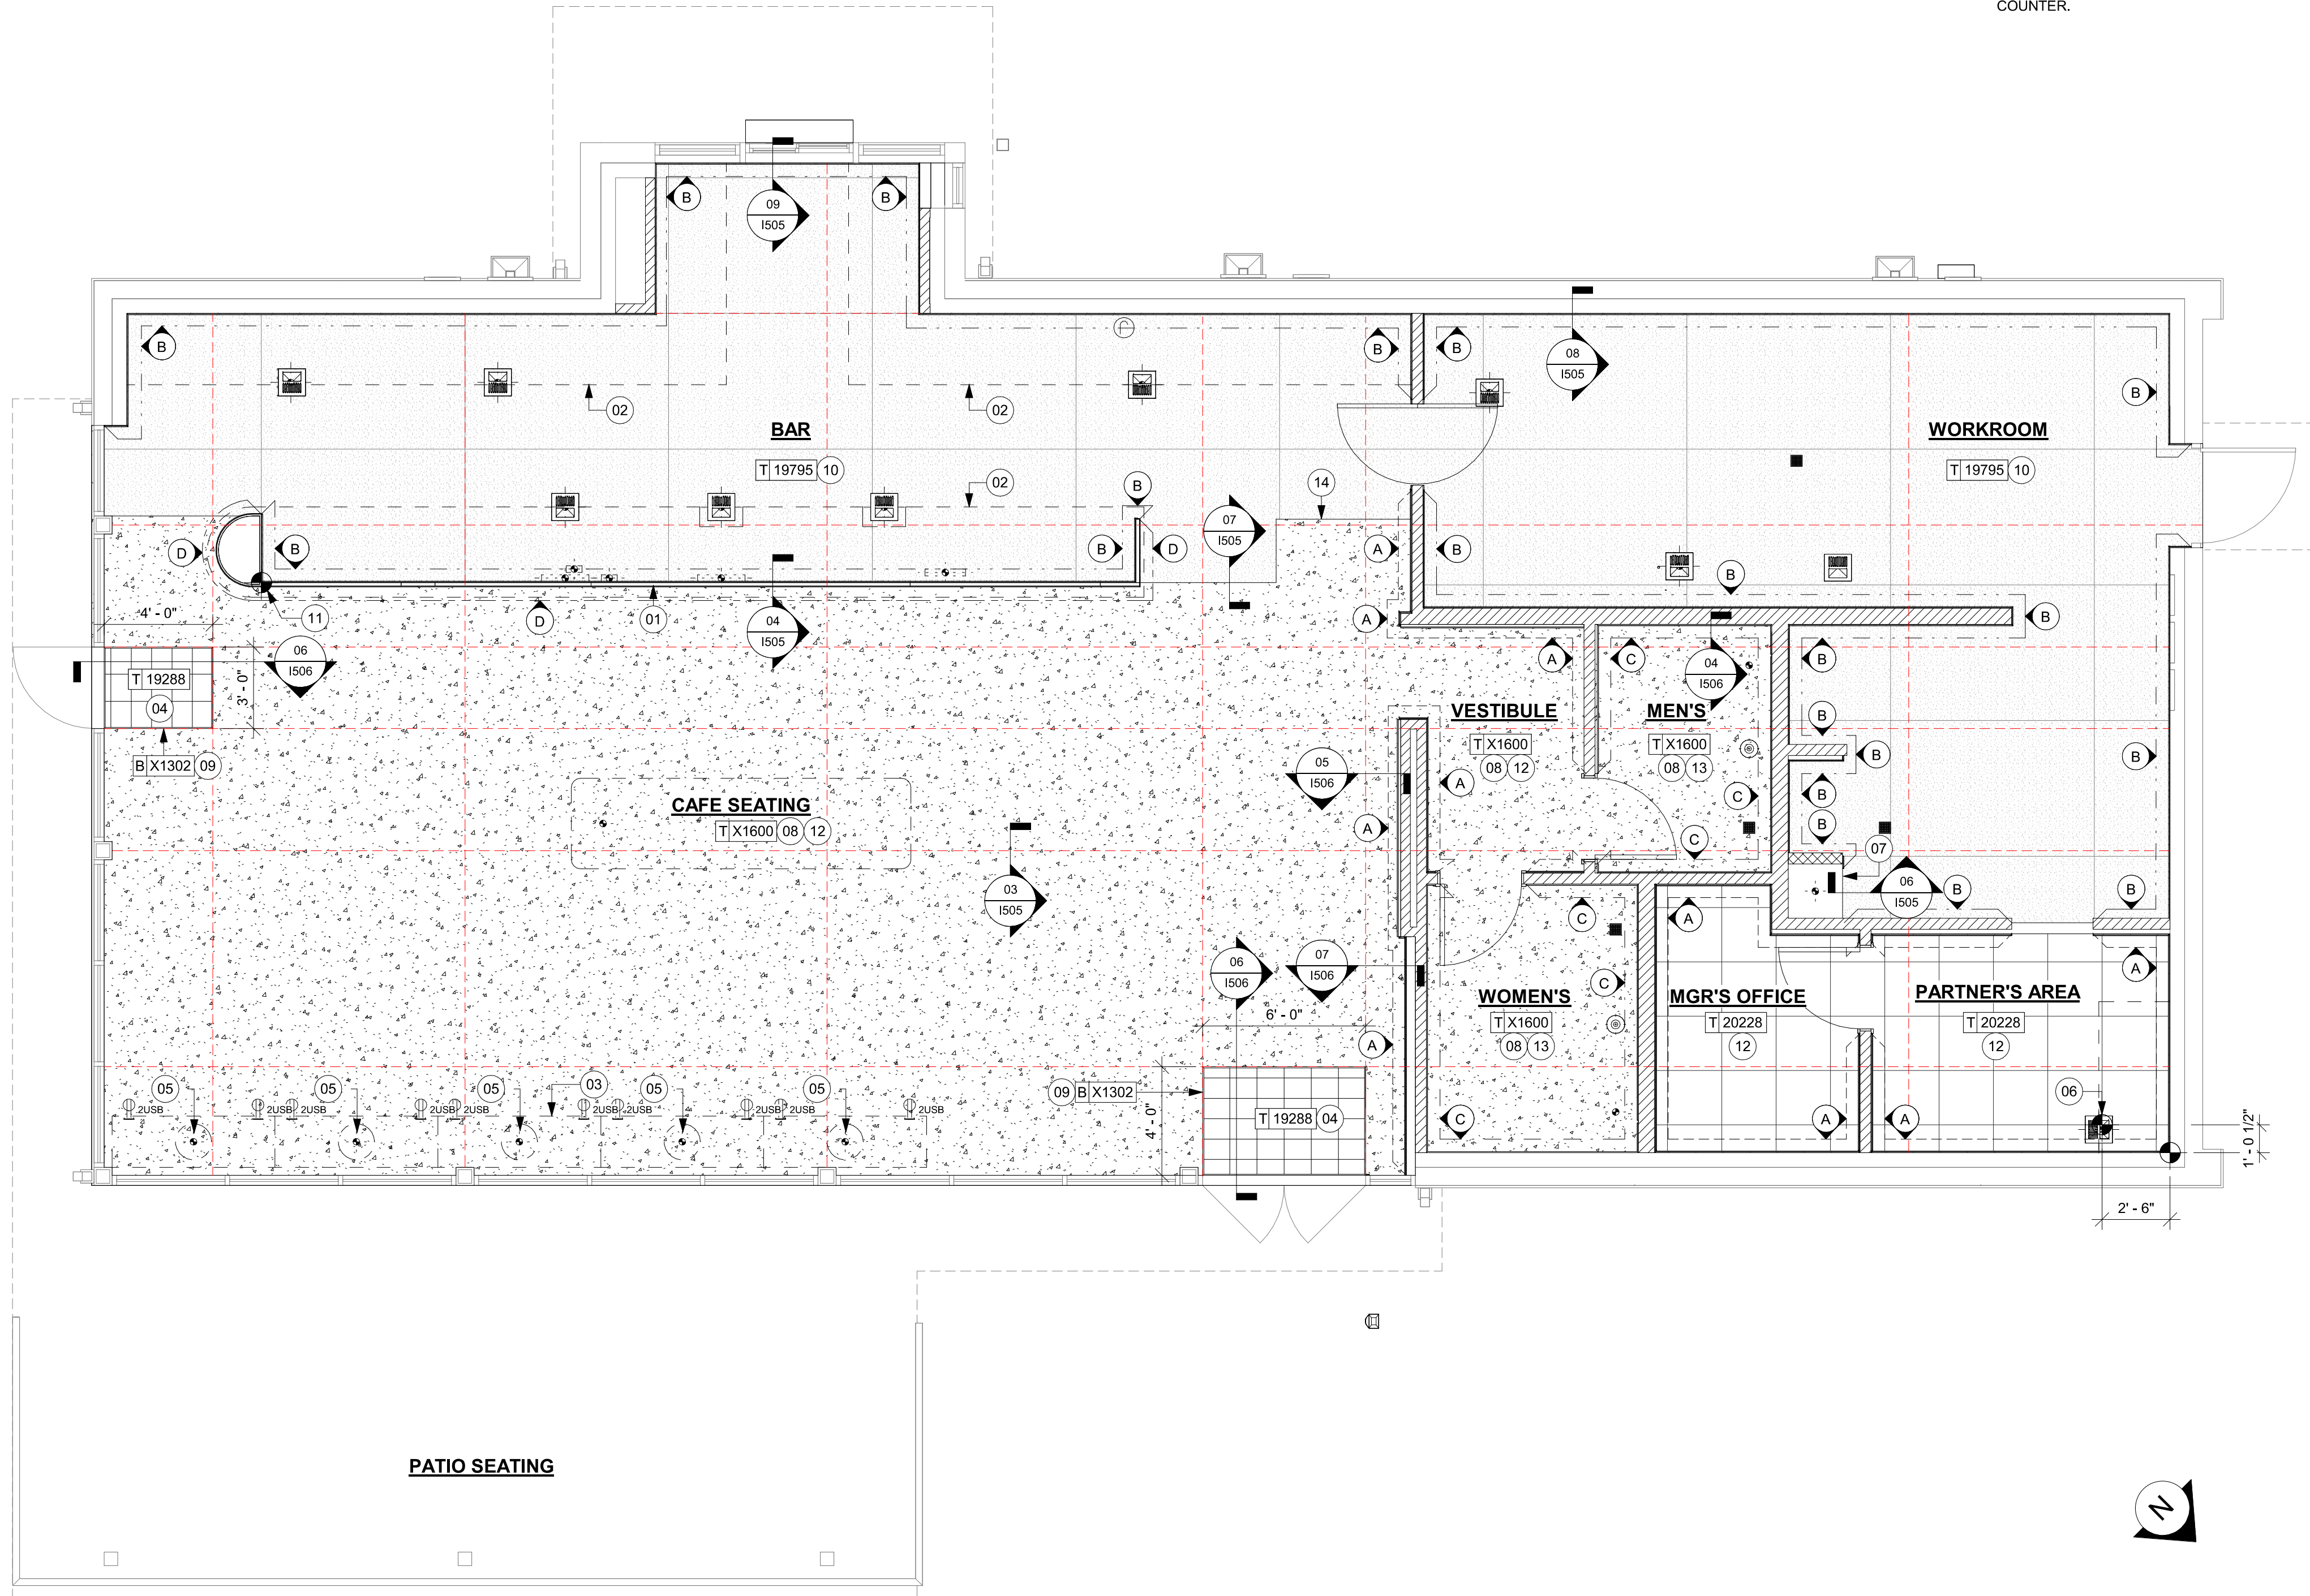 COUNTER.
B
B
09
I505
B
B
B
08
I505
B
02
02
B
BAR
T 19795 10
WORKROOM
T 19795 10
02
B
14
07
I505
D
B
B
D
A
B
B
4' - 0"
11
D
01
04
I505
A
B
06
I506
3' - 0"
T 19288
04
A
C
04
I506
B
VESTIBULE
MEN'S
B
T X1600
08 12
T X1600
08 13
B
B
B X1302 09
05
I506
A
C
B
CAFE SEATING
T X1600 08 12
A
C
B
07
03
I505
06
I505
B
B
C
A
06
I506
07
I506
A
C
WOMEN'S
MGR'S OFFICE
PARTNER'S AREA
6' - 0"
T X1600
08 13
T 20228
12
T 20228
12
A
05
05
05
03
05
05
09 B X1302
06
2USB
2USB
2USB
2USB
2USB
2USB
2USB
2USB
2USB
2USB
4' - 0"
T 19288 04
C
A
A
1' - 0 1/2"
2' - 6"
PATIO SEATING
N